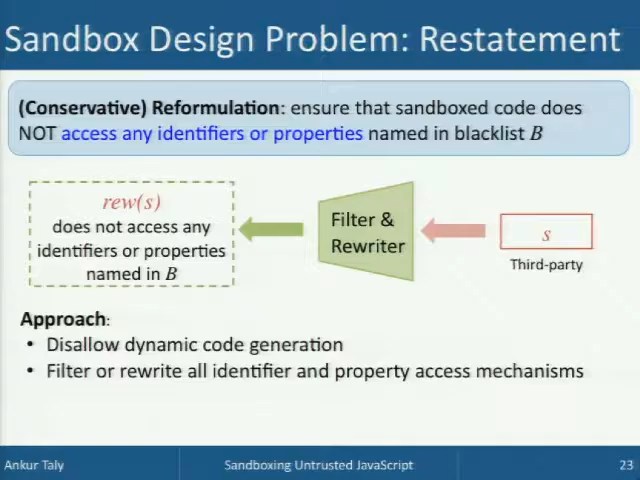 Sandbox Design Problem: Restatement
(Conservative) Reformulation: ensure that sandboxed code does
NOT access any identifiers or properties named in blacklist B
rew(s)
does not access any
identifiers or properties
named in B
Filter &
Rewriter
s
Third-party
Approach:
• Disallow dynamic code generation
• Filter or rewrite all identifier and property access mechanisms
Ankur Taly
Sandboxing Untrusted JavaScript
23